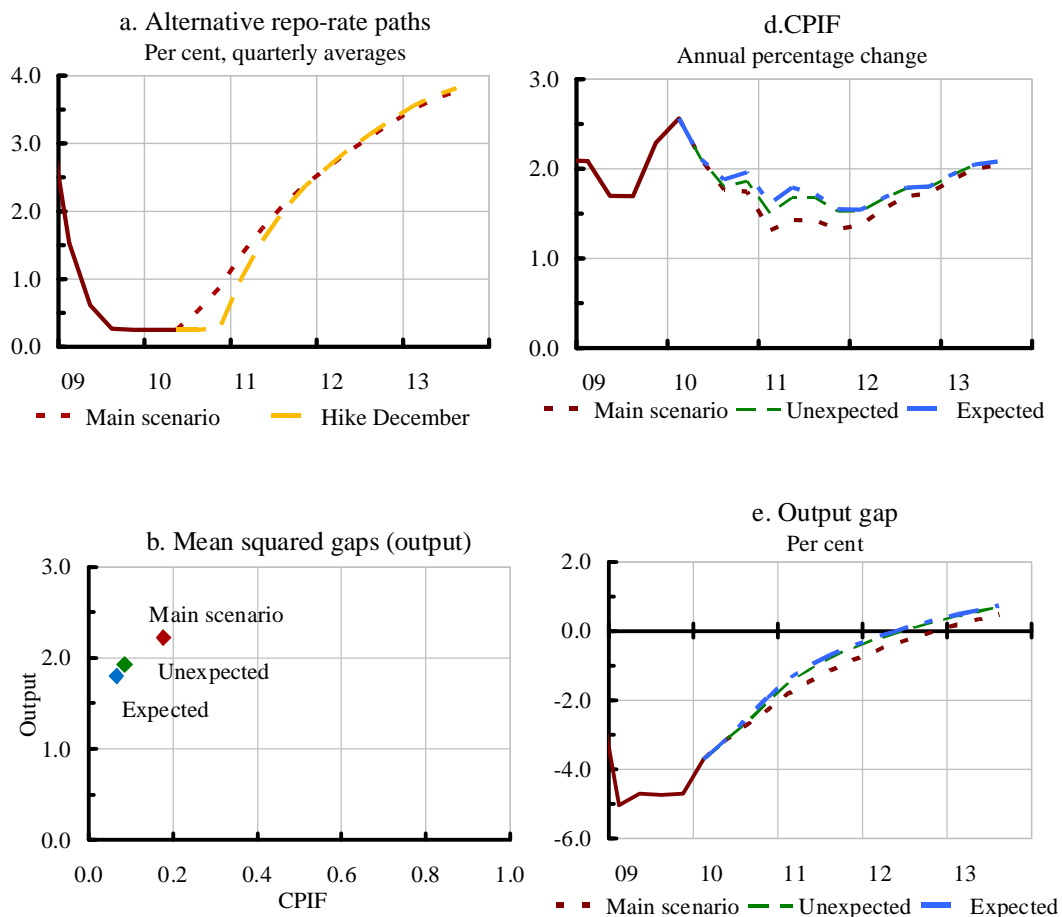 a. Alternative repo-rate paths
Per cent, quarterly averages
4.0
3.0
2.0
1.0
0.0
09 10 11 12 13
Main scenario Hike December
d.CPIF
Annual percentage change
3.0
2.0
1.0
0.0
09 10 11 12 13
Main scenario Unexpected Expected
b. Mean squared gaps (output)
3.0
2.0
1.0
0.0
Output
Main scenario
Unexpected
Expected
0.0 0.2 0.4 0.6 0.8 1.0
CPIF
e. Output gap
Per cent
2.0
0.0
-2.0
-4.0
-6.0
09 10 11 12 13
Main scenario Unexpected Expected